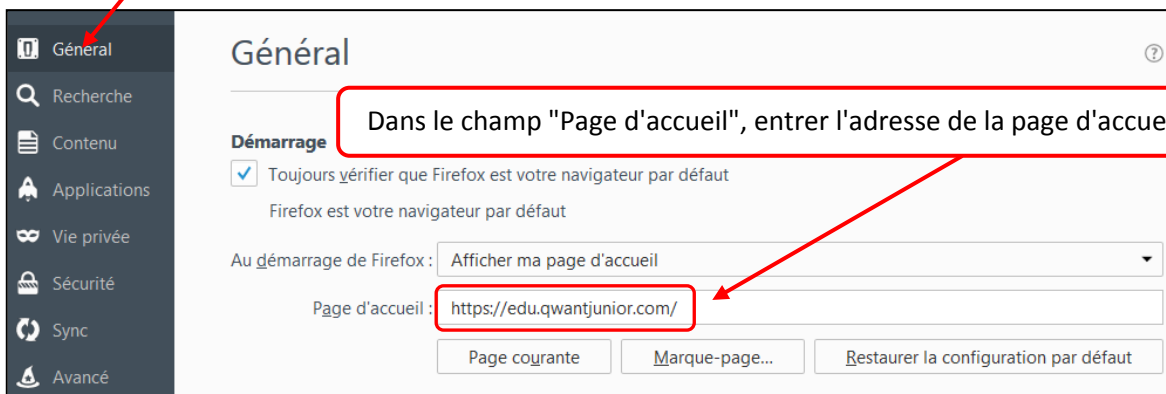 Général
Recherche
Contenu
Applications
Vie privée
Sécurité
Sync
Avancé
Général
?
Dans le champ "Page d'accueil", entrer l'adresse de la page d'accue
Démarrage
Toujours vérifier que Firefox est votre navigateur par défaut
Firefox est votre navigateur par défaut
Au démarrage de Firefox : Afficher ma page d'accueil
Page d'accueil : https://edu.qwantjunior.com/
Page courante Marque-page... Restaurer la configuration par défaut